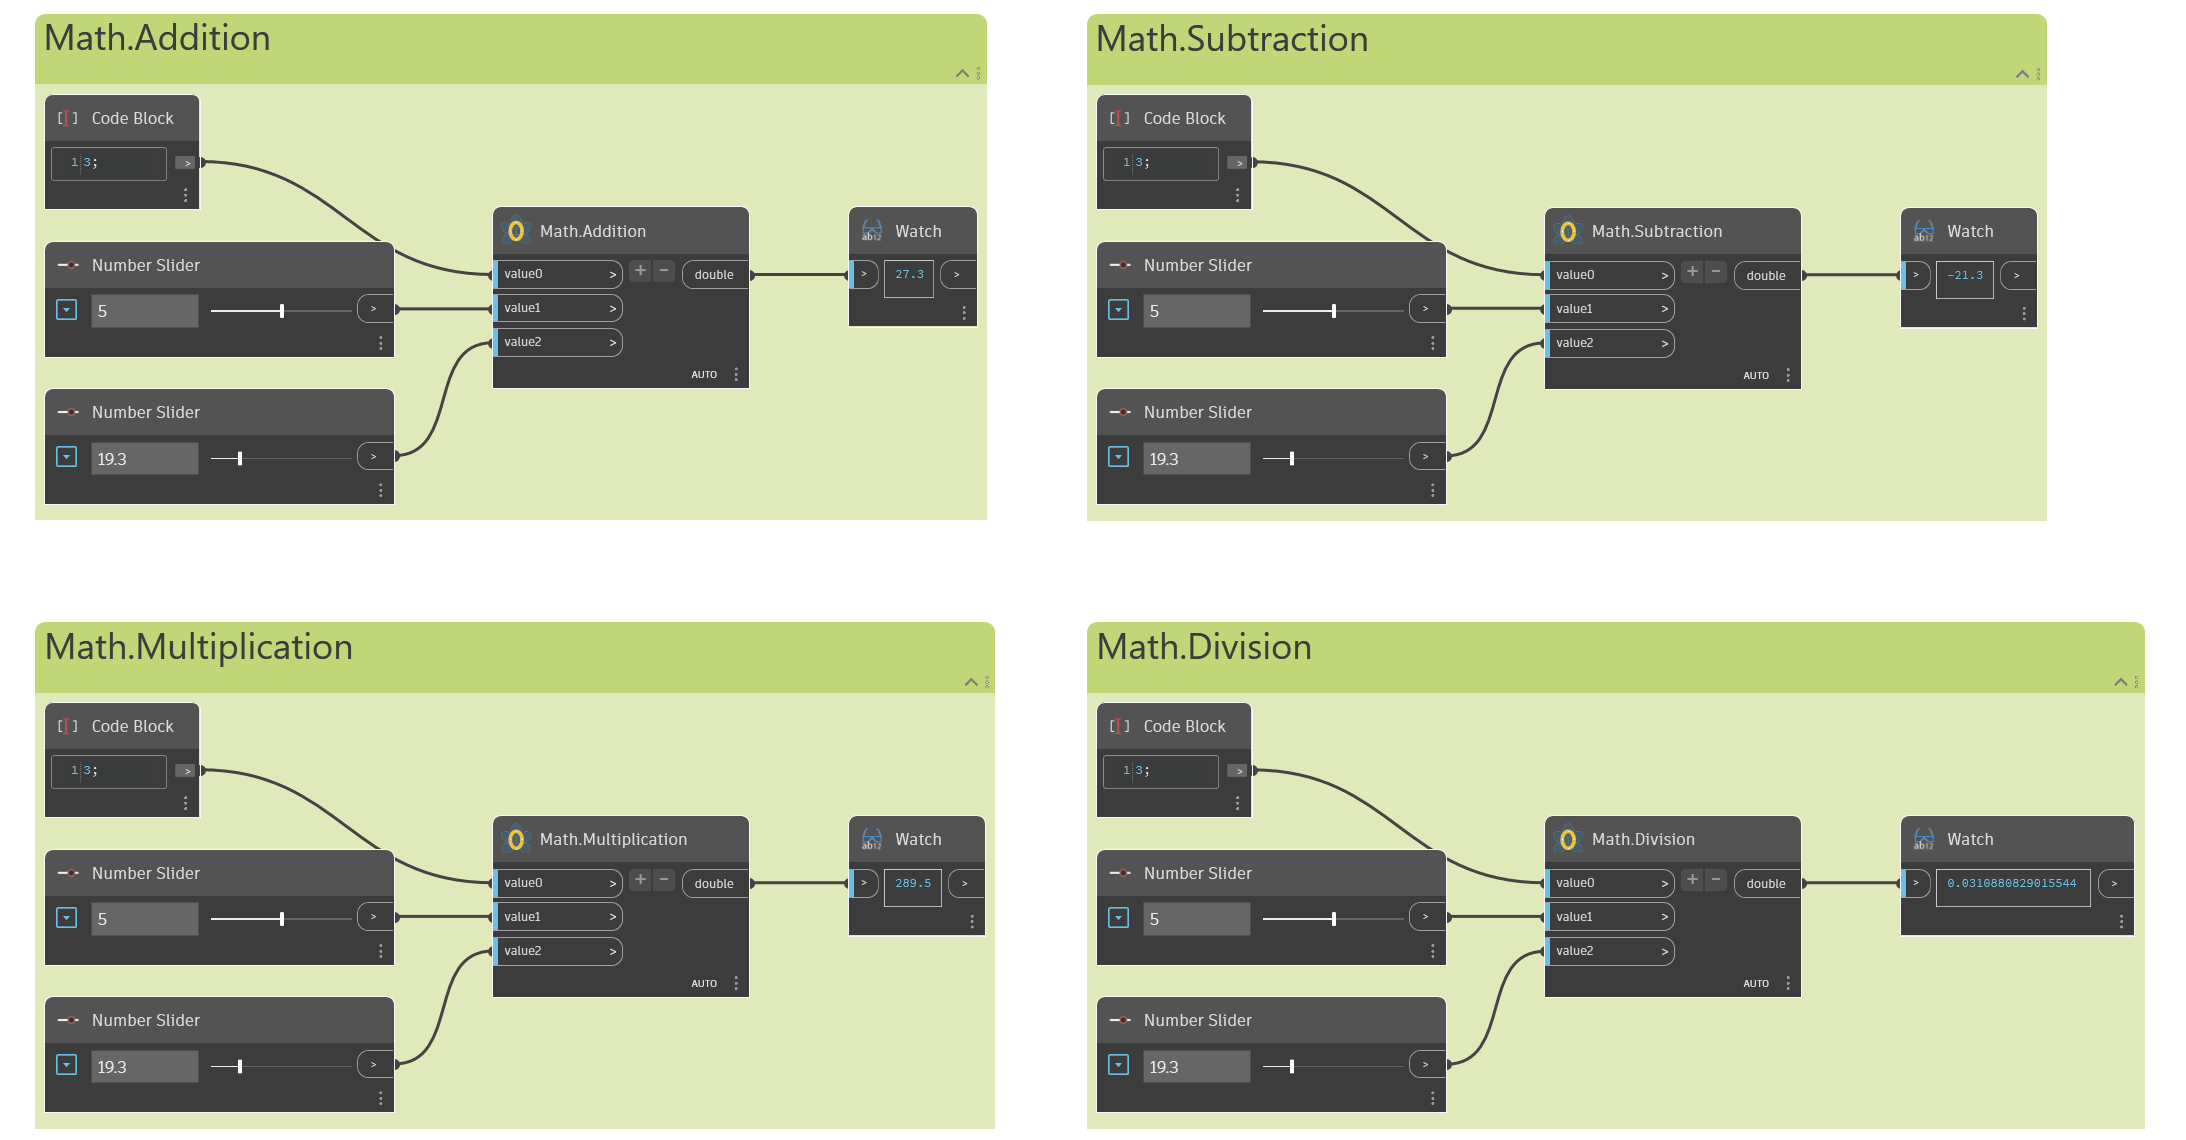 Math.Addition
Code Block
1 3;
>
Number Slider
5
>
Number Slider
19.3
>
Math.Addition
value0 > + − double
value1 >
value2 >
AUTO
ab12 Watch
> 27.3 >
Math.Subtraction
Code Block
1 3;
>
Number Slider
5
>
Number Slider
19.3
>
Math.Subtraction
value0 > + − double
value1 >
value2 >
AUTO
ab12 Watch
> -21.3 >
Math.Multiplication
Code Block
1 3;
>
Number Slider
5
>
Number Slider
19.3
>
Math.Multiplication
value0 > + − double
value1 >
value2 >
AUTO
ab12 Watch
> 289.5 >
Math.Division
Code Block
1 3;
>
Number Slider
5
>
Number Slider
19.3
>
Math.Division
value0 > + − double
value1 >
value2 >
AUTO
ab12 Watch
> 0.0310880829015544 >